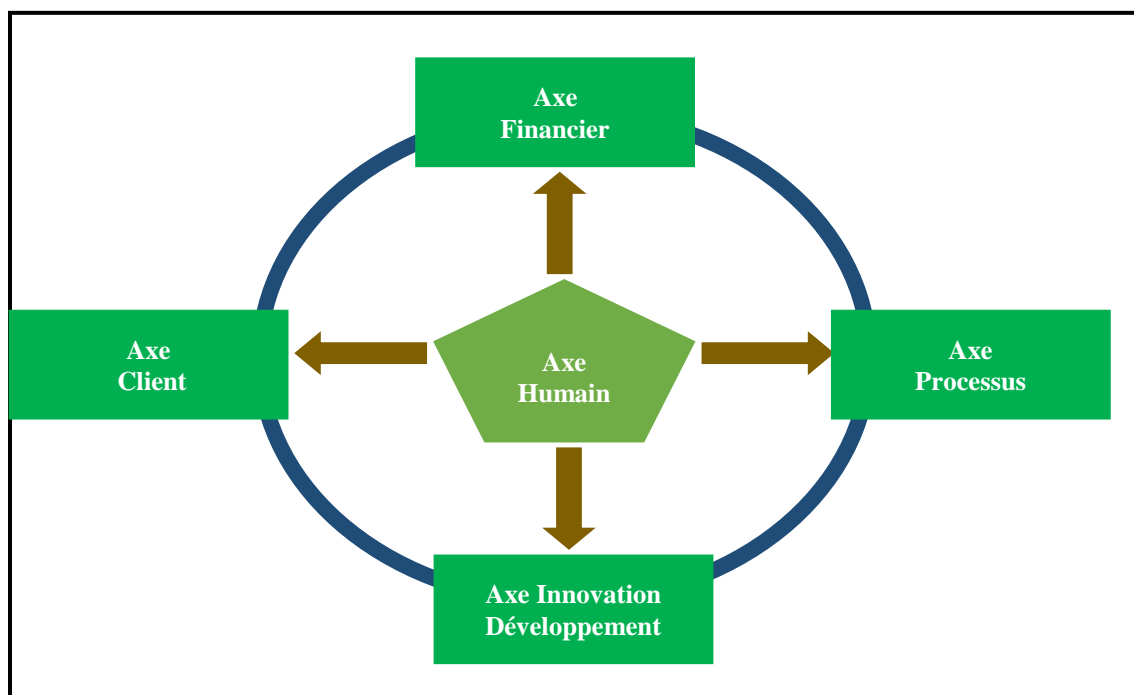 Axe
Financier
Axe
Client
Axe
Humain
Axe
Processus
Axe Innovation
Développement